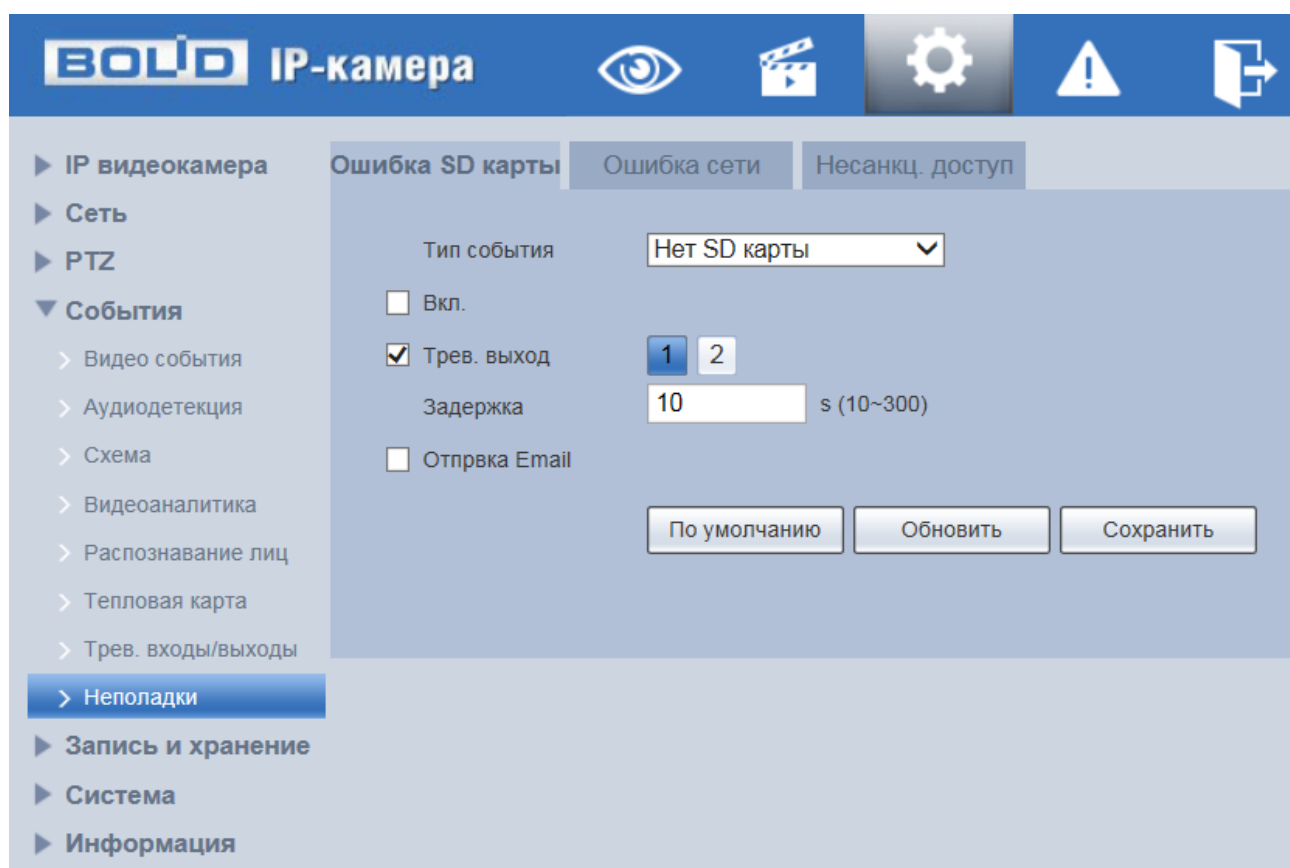 BOLID IP-камера
IP видеокамера
Сеть
PTZ
События
Видео события
Аудиодетекция
Схема
Видеоаналитика
Распознавание лиц
Тепловая карта
Трев. входы/выходы
Неполадки
Запись и хранение
Система
Информация
Ошибка SD карты Ошибка сети Несанкц. доступ
Тип события Нет SD карты
Вкл.
Трев. выход 1 2
Задержка 10 s (10~300)
Отпрвка Email
По умолчанию Обновить Сохранить